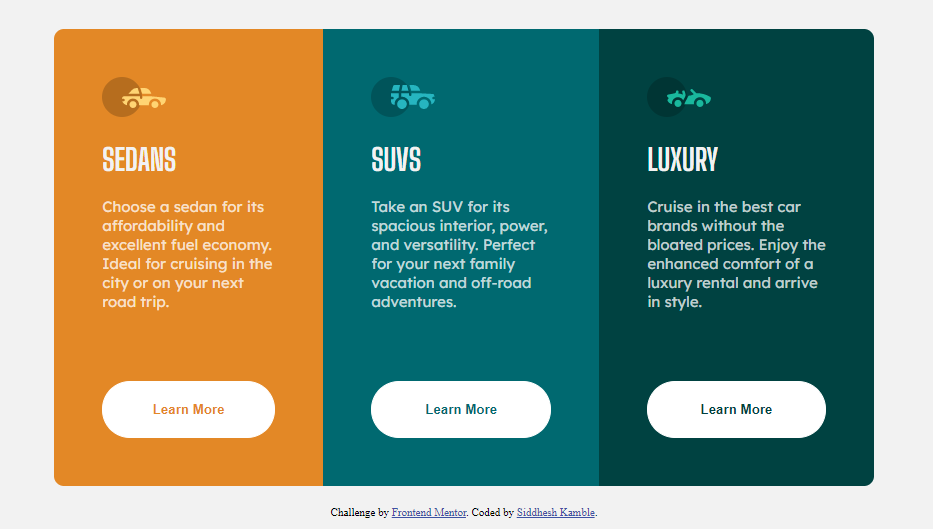 SEDANS
Choose a sedan for its
affordability and
excellent fuel economy.
Ideal for cruising in the
city or on your next
road trip.
Learn More
SUVS
Take an SUV for its
spacious interior, power,
and versatility. Perfect
for your next family
vacation and off-road
adventures.
Learn More
LUXURY
Cruise in the best car
brands without the
bloated prices. Enjoy the
enhanced comfort of a
luxury rental and arrive
in style.
Learn More
Challenge by Frontend Mentor. Coded by Siddhesh Kamble.